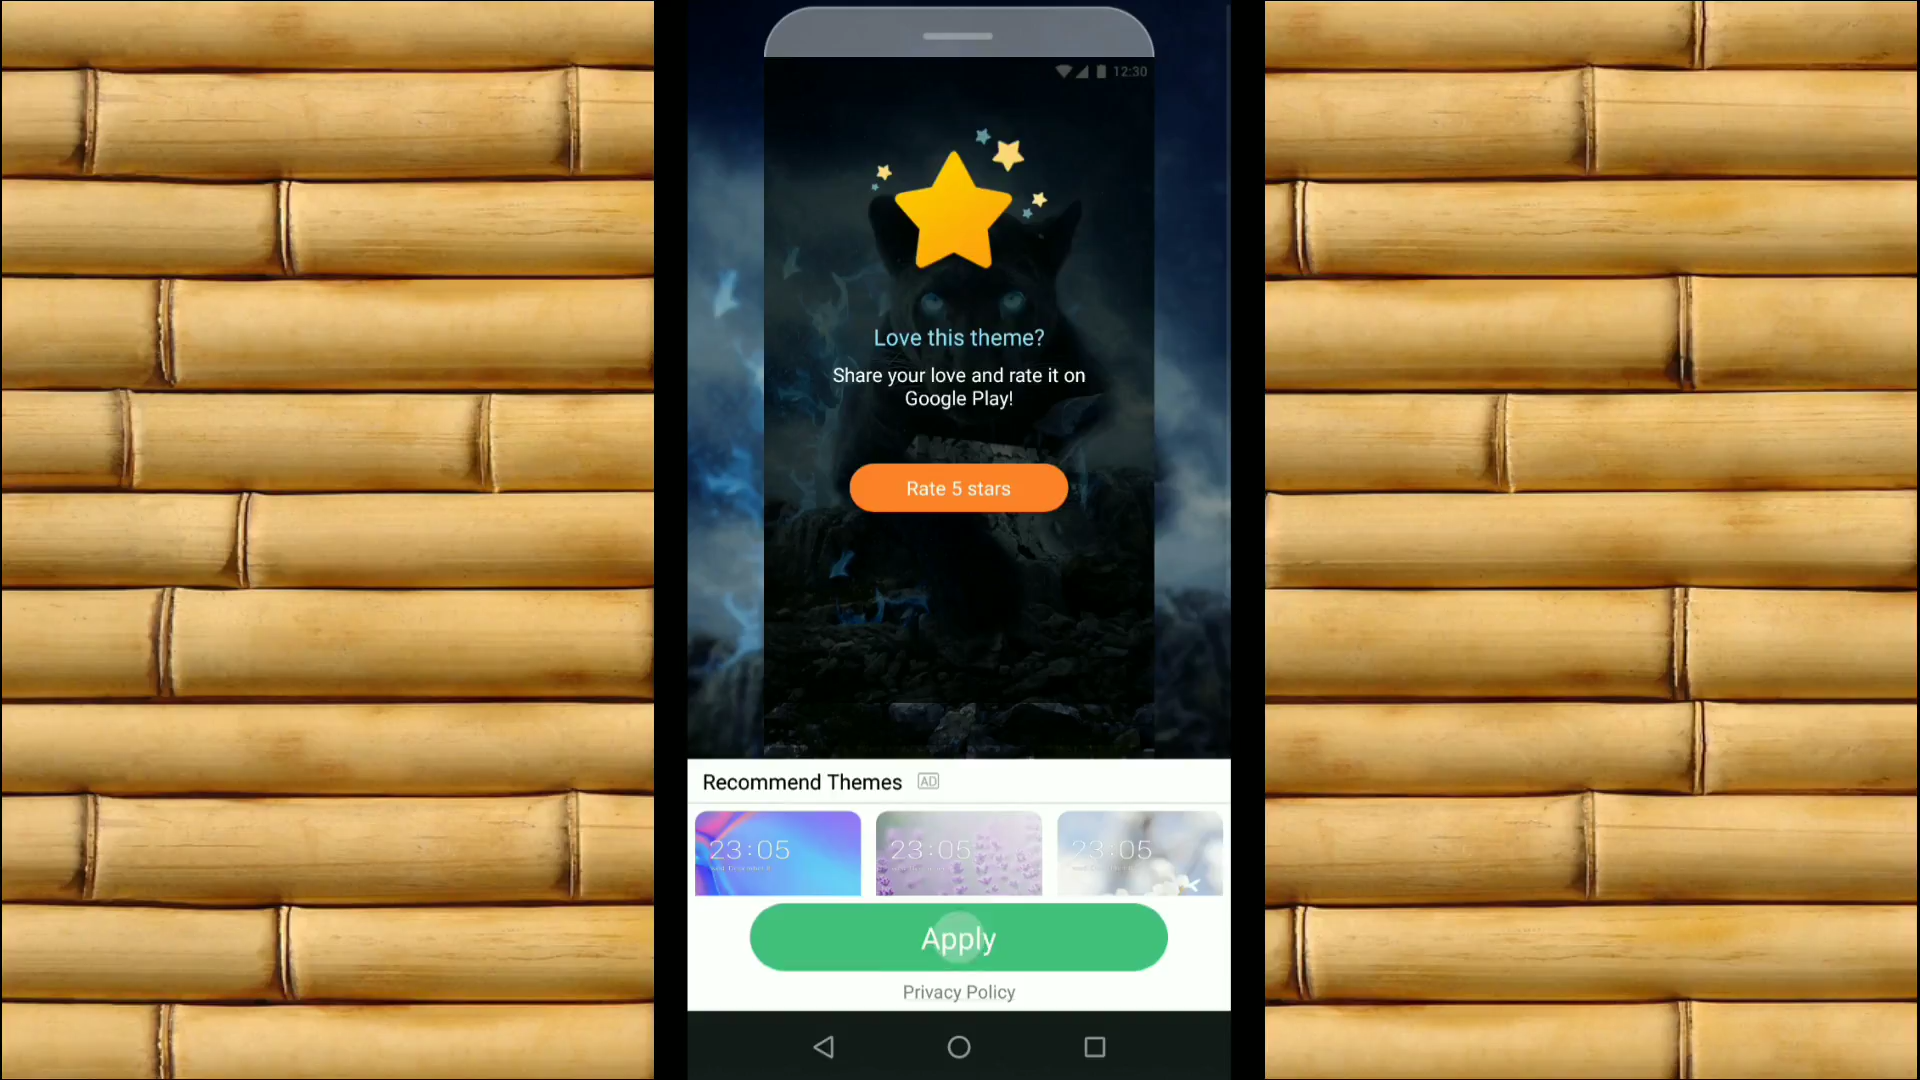 12:30
Love this theme?
Share your love and rate it on
Google Play!
Rate 5 stars
Recommend Themes AD
23:05 23:05 23:05
Apply
Privacy Policy